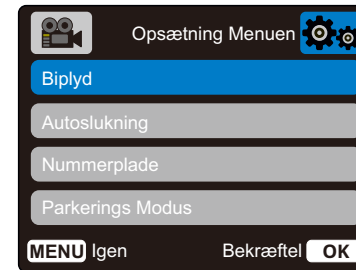 Opsætning Menuen
Biplyd
Autoslukning
Nummerplade
Parkerings Modus
MENU Igen Bekræftel OK